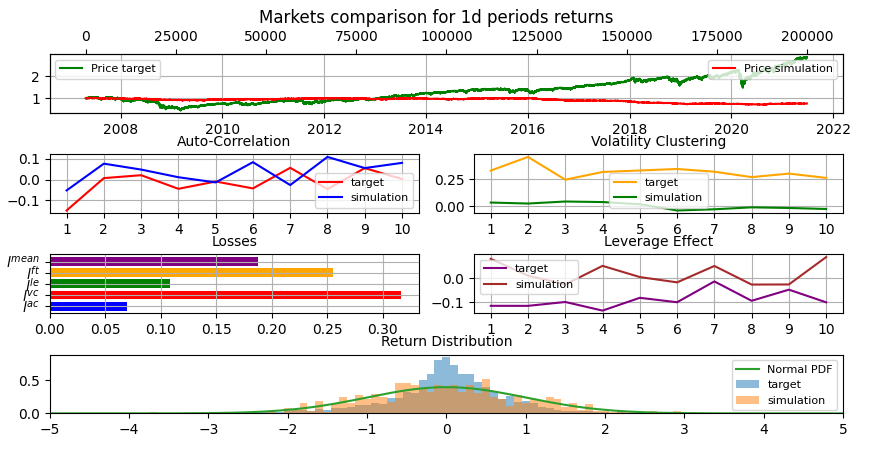 Markets comparison for 1d periods returns
0 25000 50000 75000 100000 125000 150000 175000 200000
Price target
Price simulation
2
1
2008 2010 2012 2014 2016 2018 2020 2022
Auto-Correlation
0.1
0.0
−0.1
target
simulation
1 2 3 4 5 6 7 8 9 10
Volatility Clustering
0.25
0.00
target
simulation
1 2 3 4 5 6 7 8 9 10
Losses
l^mean
l^ft
l^le
l^vc
l^ac
0.00 0.05 0.10 0.15 0.20 0.25 0.30
Leverage Effect
0.0
−0.1
target
simulation
1 2 3 4 5 6 7 8 9 10
Return Distribution
0.5
0.0
Normal PDF
target
simulation
−5 −4 −3 −2 −1 0 1 2 3 4 5